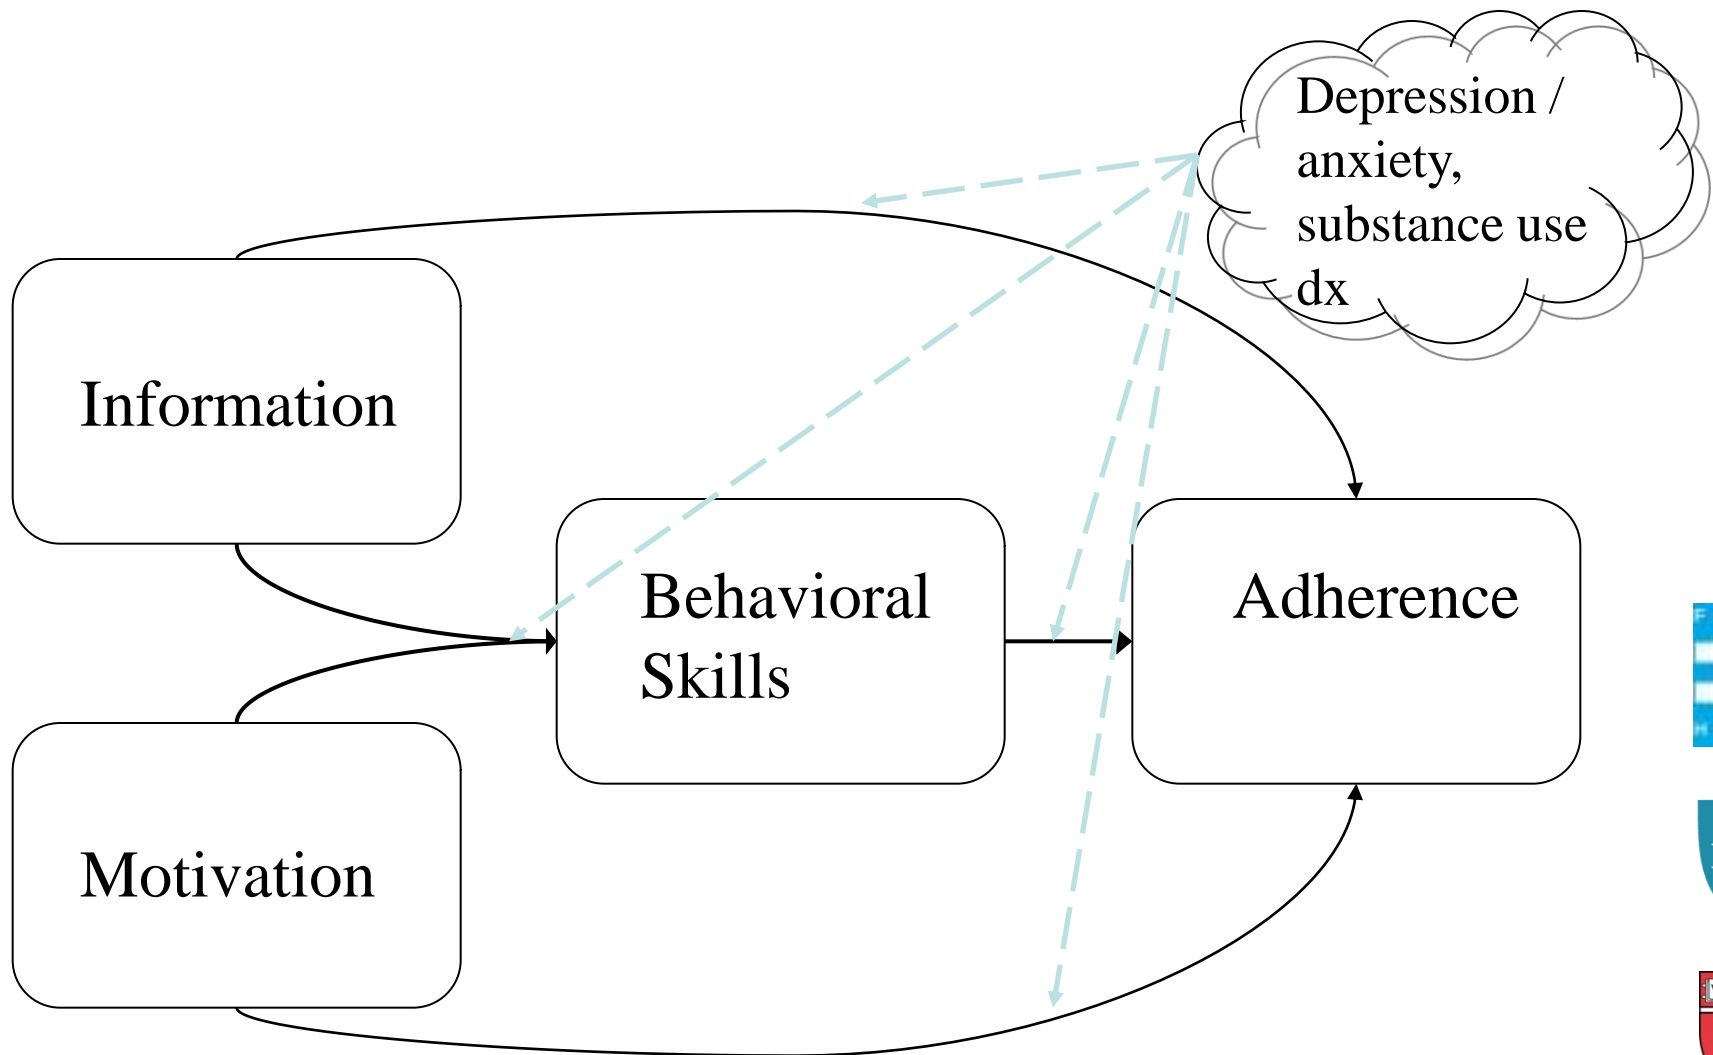 Depression /
anxiety,
substance use
dx
Information
Behavioral
Skills
Adherence
Motivation